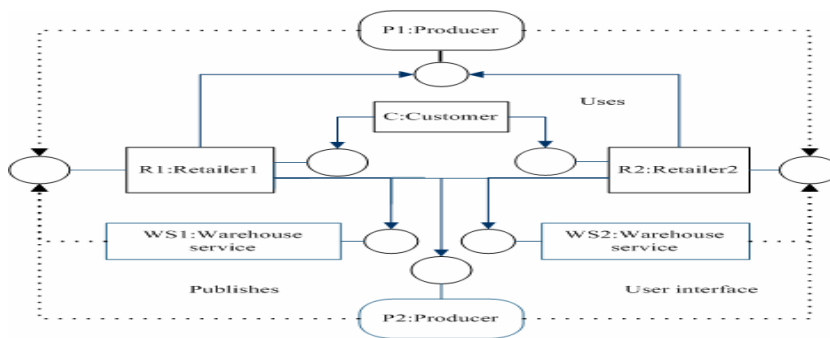 P1:Producer
Uses
C:Customer
R1:Retailer1
R2:Retailer2
WS1:Warehouse
service
WS2:Warehouse
service
Publishes
User interface
P2:Producer